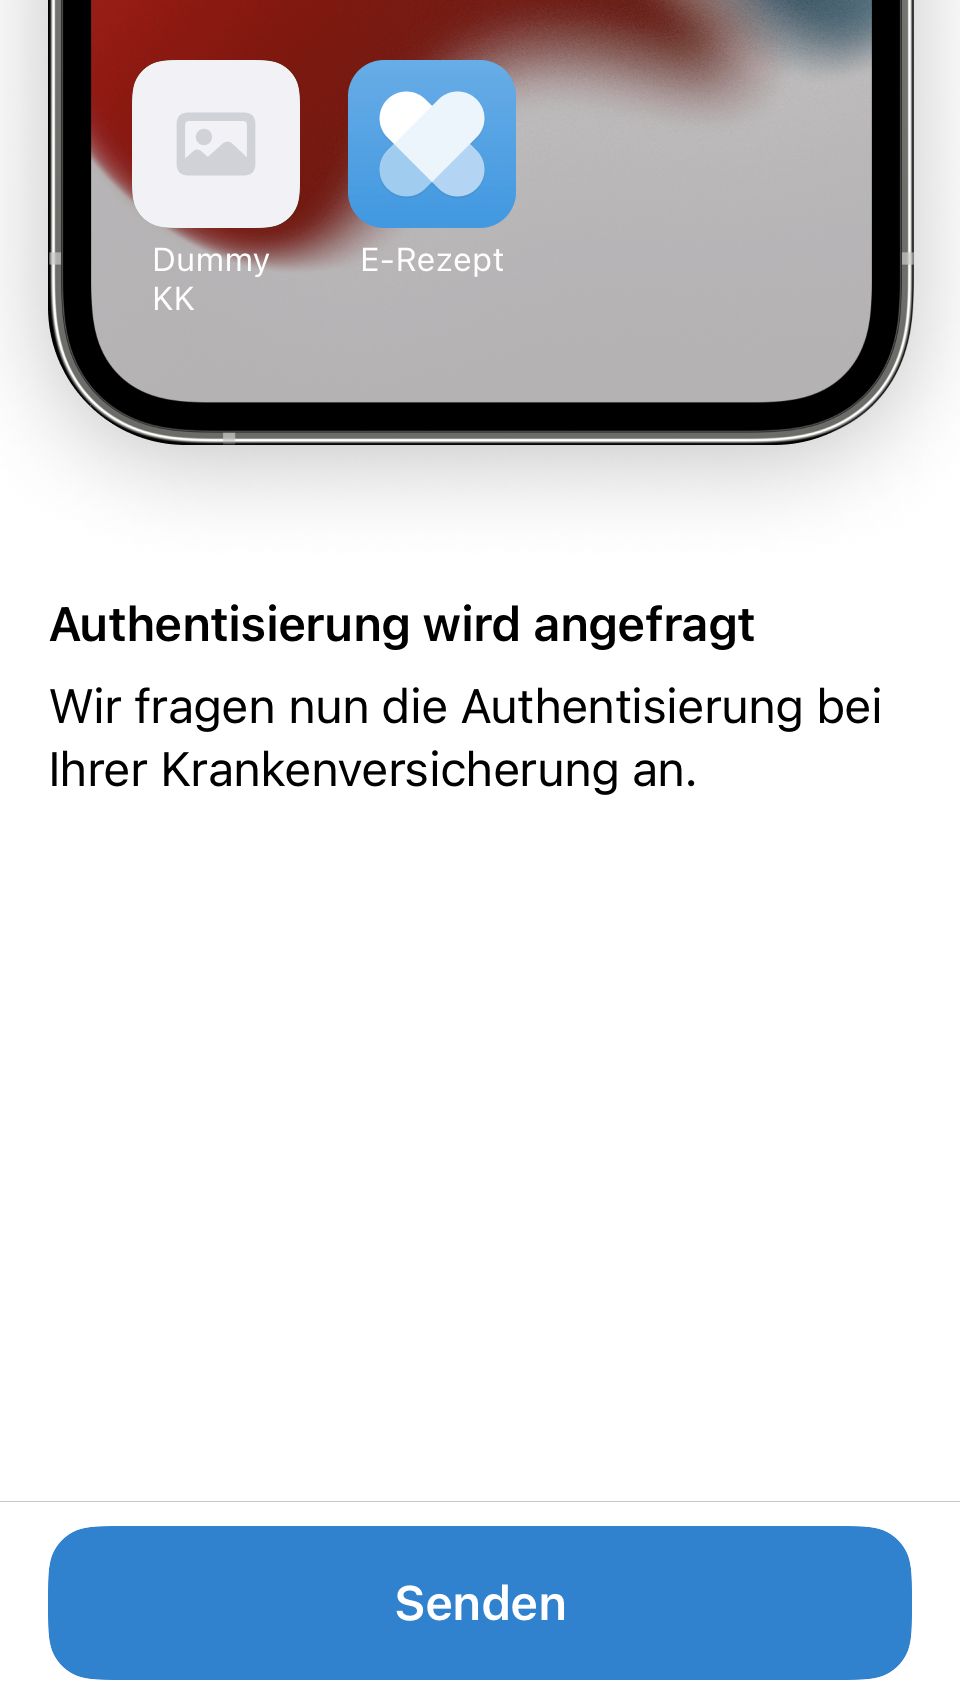 Dummy E-Rezept
KK
Authentisierung wird angefragt
Wir fragen nun die Authentisierung bei
Ihrer Krankenversicherung an.
Senden